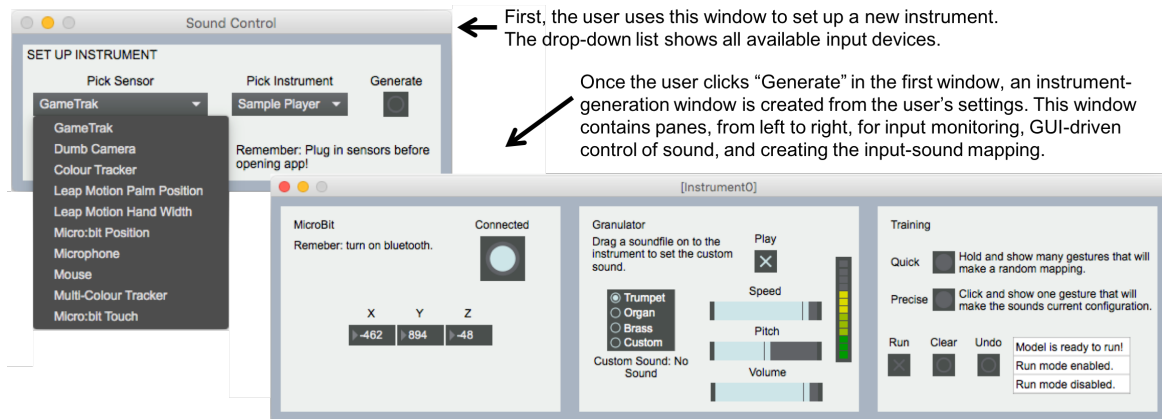 Sound Control
First, the user uses this window to set up a new instrument.
The drop-down list shows all available input devices.
SET UP INSTRUMENT
Pick Sensor
Pick Instrument
Generate
GameTrak
Sample Player
GameTrak
Dumb Camera
Colour Tracker
Leap Motion Palm Position
Leap Motion Hand Width
Micro:bit Position
Microphone
Mouse
Multi-Colour Tracker
Micro:bit Touch
Remember: Plug in sensors before
opening app!
Once the user clicks “Generate” in the first window, an instrument-
generation window is created from the user’s settings. This window
contains panes, from left to right, for input monitoring, GUI-driven
control of sound, and creating the input-sound mapping.
[Instrument0]
MicroBit
Connected
Remeber: turn on bluetooth.
X Y Z
-462 894 -48
Granulator
Drag a soundfile on to the
instrument to set the custom
sound.
Play
Trumpet
Organ
Brass
Custom
Custom Sound: No
Sound
Speed
Pitch
Volume
Training
Quick
Hold and show many gestures that will
make a random mapping.
Precise
Click and show one gesture that will
make the sounds current configuration.
Run Clear Undo
Model is ready to run!
Run mode enabled.
Run mode disabled.